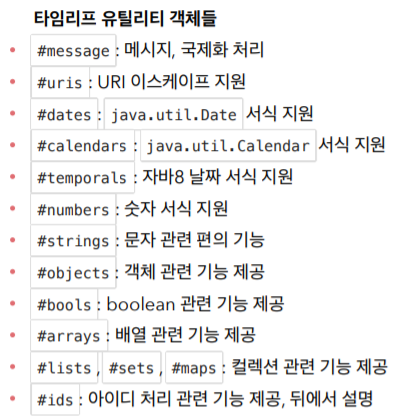 타임리프 유틸리티 객체들
• #message : 메시지, 국제화 처리
• #uris : URI 이스케이프 지원
• #dates : java.util.Date 서식 지원
• #calendars : java.util.Calendar 서식 지원
• #temporals : 자바8 날짜 서식 지원
• #numbers : 숫자 서식 지원
• #strings : 문자 관련 편의 기능
• #objects : 객체 관련 기능 제공
• #bools : boolean 관련 기능 제공
• #arrays : 배열 관련 기능 제공
• #lists , #sets , #maps : 컬렉션 관련 기능 제공
• #ids : 아이디 처리 관련 기능 제공, 뒤에서 설명